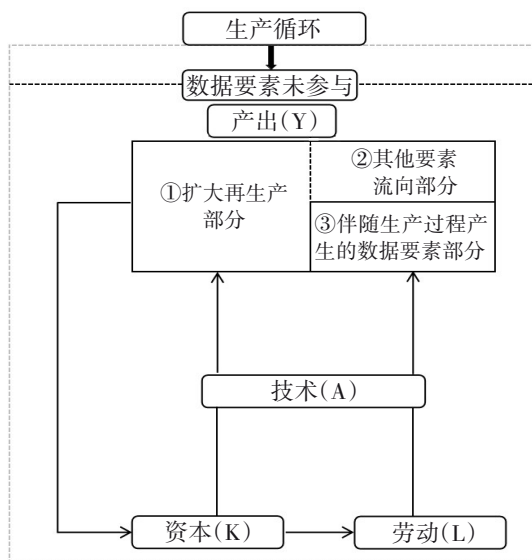 生产循环
数据要素未参与
产出(Y)
①扩大再生产
部分
②其他要素
流向部分
③伴随生产过程产
生的数据要素部分
技术(A)
资本(K)
劳动(L)